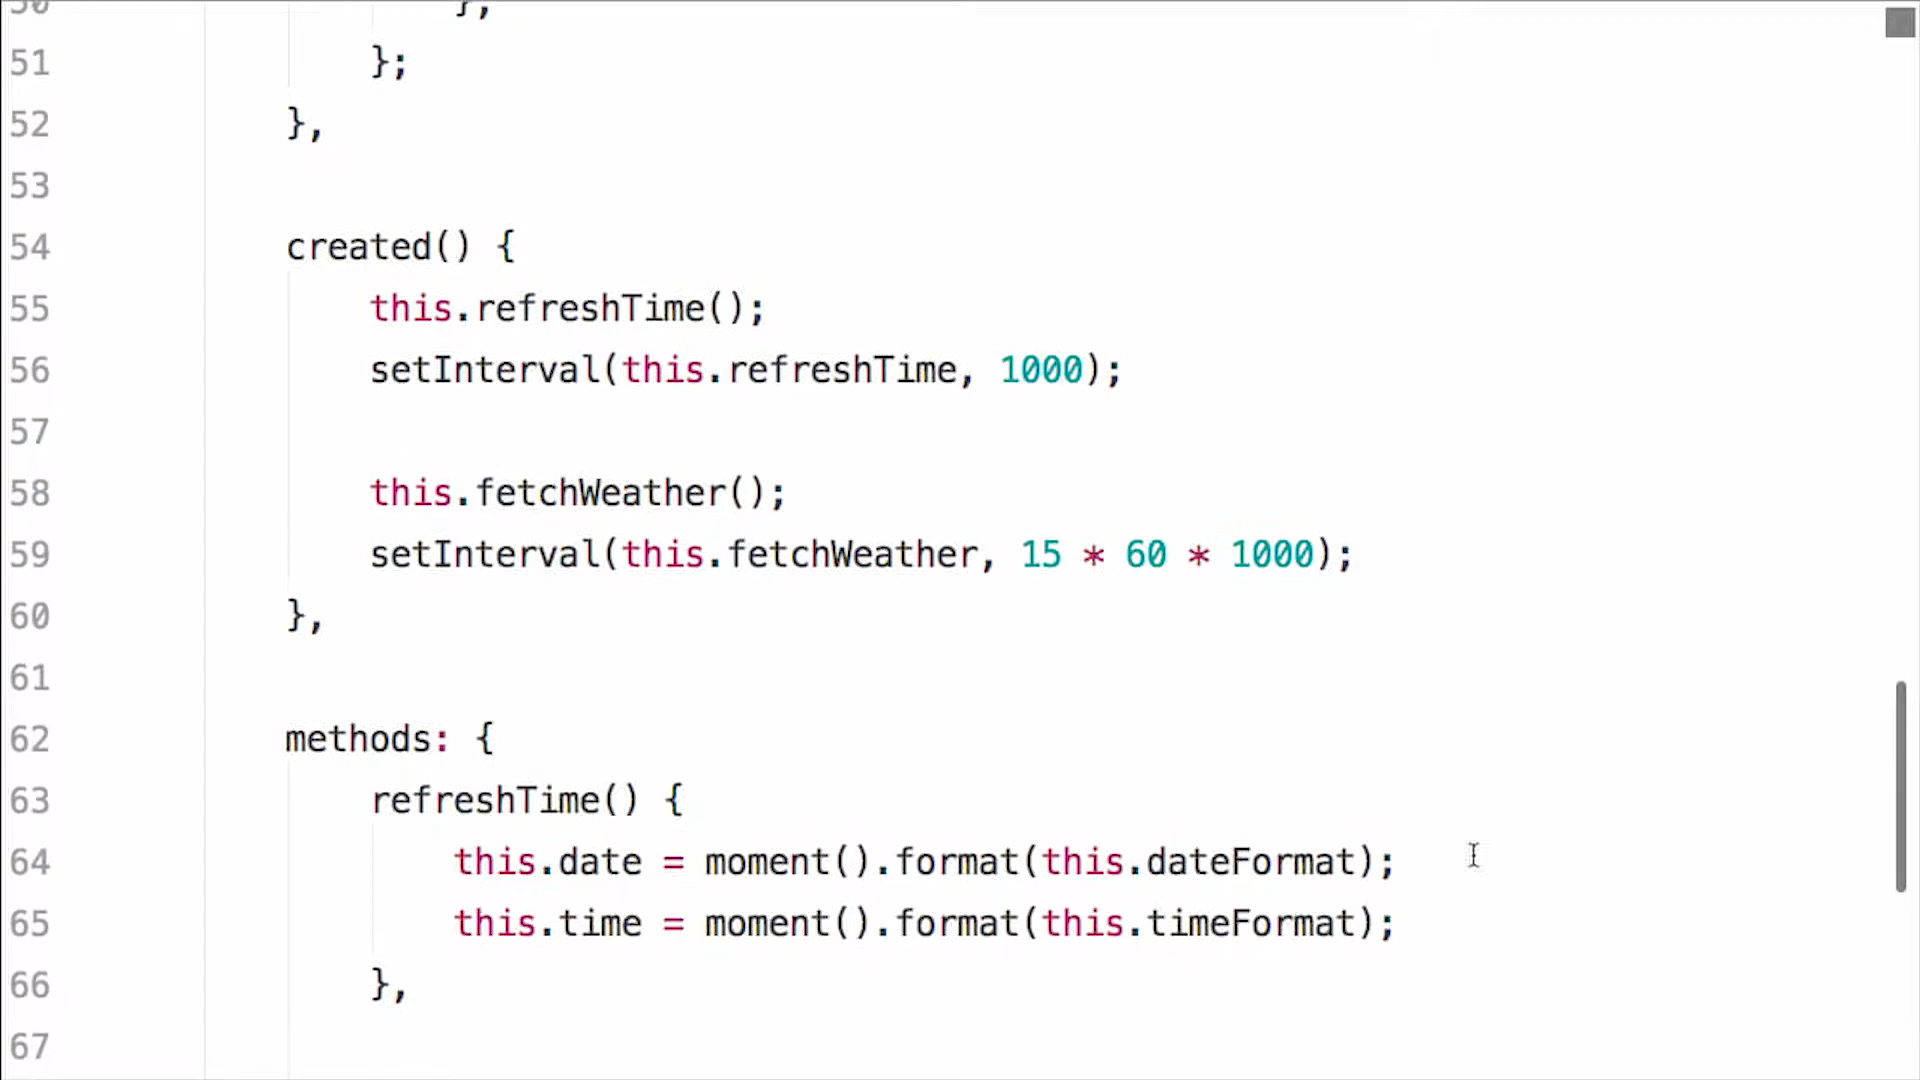 50 },
51 };
52 },
53
54 created() {
55 this.refreshTime();
56 setInterval(this.refreshTime, 1000);
57
58 this.fetchWeather();
59 setInterval(this.fetchWeather, 15 * 60 * 1000);
60 },
61
62 methods: {
63 refreshTime() {
64 this.date = moment().format(this.dateFormat);
65 this.time = moment().format(this.timeFormat);
66 },
67